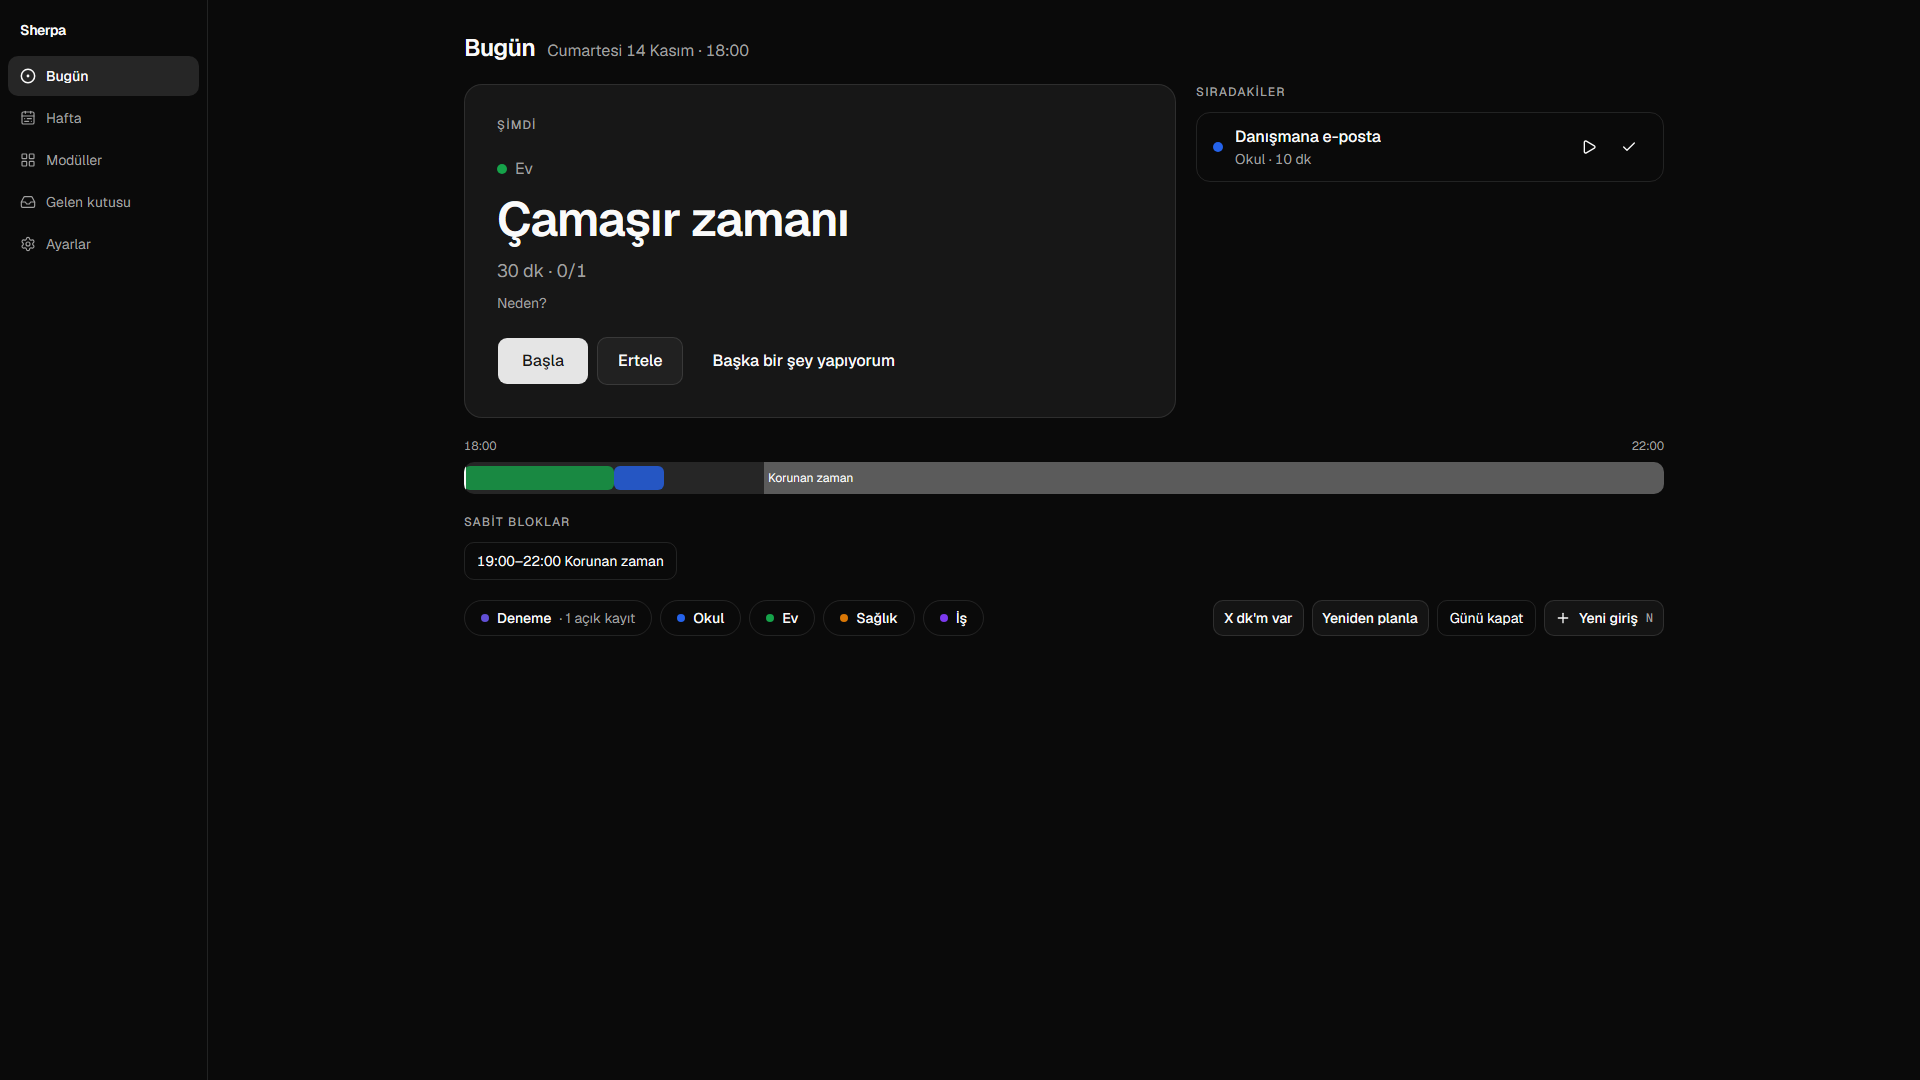 Sherpa
Bugün
Hafta
Modüller
Gelen kutusu
Ayarlar
Bugün Cumartesi 14 Kasım · 18:00
ŞİMDİ
Ev
Çamaşır zamanı
30 dk · 0/1
Neden?
Başla Ertele Başka bir şey yapıyorum
SIRADAKİLER
Danışmana e-posta
Okul · 10 dk
18:00 22:00
Korunan zaman
SABİT BLOKLAR
19:00–22:00 Korunan zaman
Deneme · 1 açık kayıt Okul Ev Sağlık İş X dk'm var Yeniden planla Günü kapat Yeni giriş N